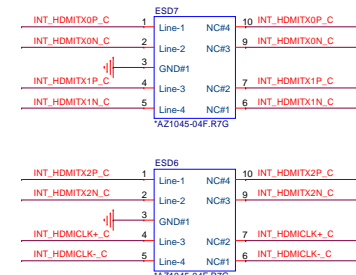 ESD7
INT_HDMITX0P_C 1 Line-1 NC#4 10 INT_HDMITX0P_C
INT_HDMITX0N_C 2 Line-2 NC#3 9 INT_HDMITX0N_C
3 GND#1
INT_HDMITX1P_C 4 Line-3 NC#2 7 INT_HDMITX1P_C
INT_HDMITX1N_C 5 Line-4 NC#1 6 INT_HDMITX1N_C
*AZ1045-04F.R7G
ESD6
INT_HDMITX2P_C 1 Line-1 NC#4 10 INT_HDMITX2P_C
INT_HDMITX2N_C 2 Line-2 NC#3 9 INT_HDMITX2N_C
3 GND#1
INT_HDMICLK+_C 4 Line-3 NC#2 7 INT_HDMICLK+_C
INT_HDMICLK-_C 5 Line-4 NC#1 6 INT_HDMICLK-_C
*AZ1045-04F.R7G